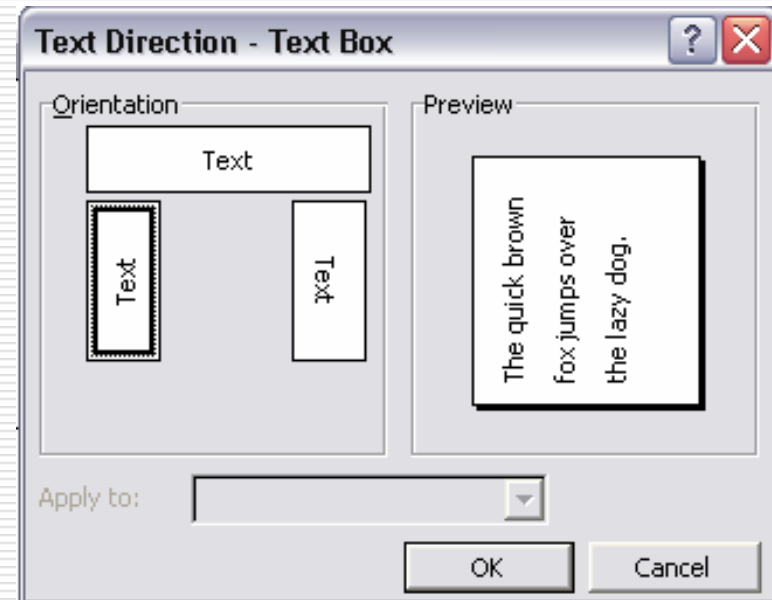 Text Direction - Text Box
?
Orientation
Preview
Text
Text
Text
The quick brown
fox jumps over
the lazy dog.
Apply to:
OK
Cancel